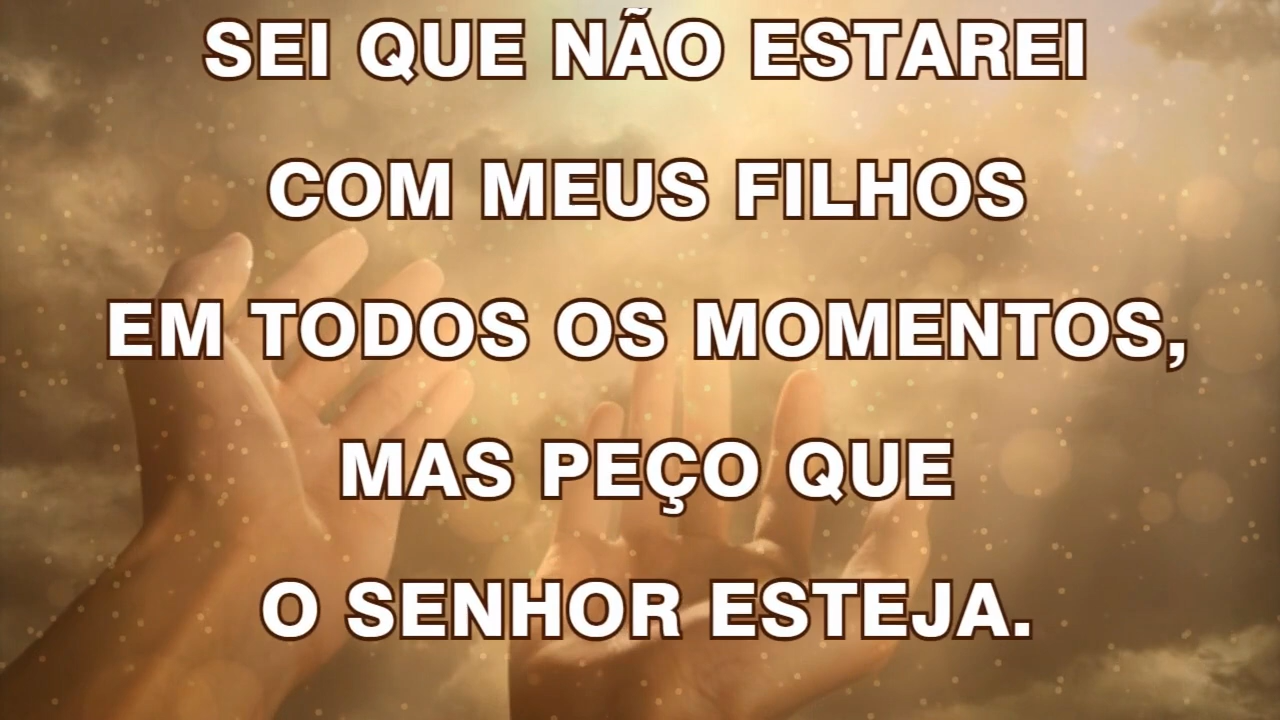 SEI QUE NÃO ESTAREI
COM MEUS FILHOS
EM TODOS OS MOMENTOS,
MAS PEÇO QUE
O SENHOR ESTEJA.